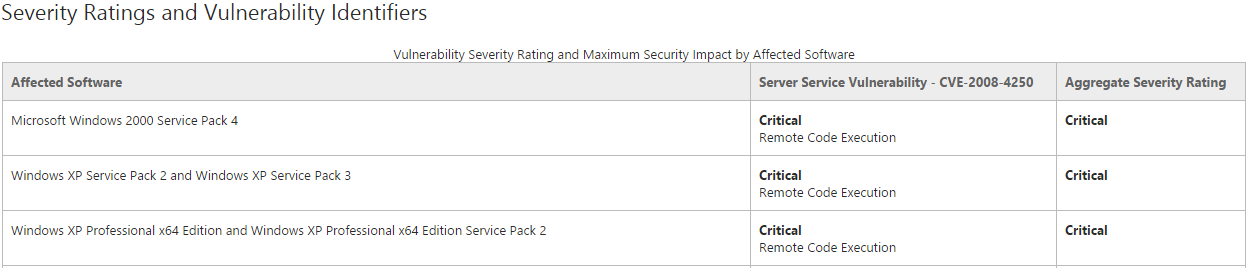 Severity Ratings and Vulnerability Identifiers
Vulnerability Severity Rating and Maximum Security Impact by Affected Software
Affected Software
Server Service Vulnerability - CVE-2008-4250
Aggregate Severity Rating
Microsoft Windows 2000 Service Pack 4
Critical
Remote Code Execution
Critical
Windows XP Service Pack 2 and Windows XP Service Pack 3
Critical
Remote Code Execution
Critical
Windows XP Professional x64 Edition and Windows XP Professional x64 Edition Service Pack 2
Critical
Remote Code Execution
Critical